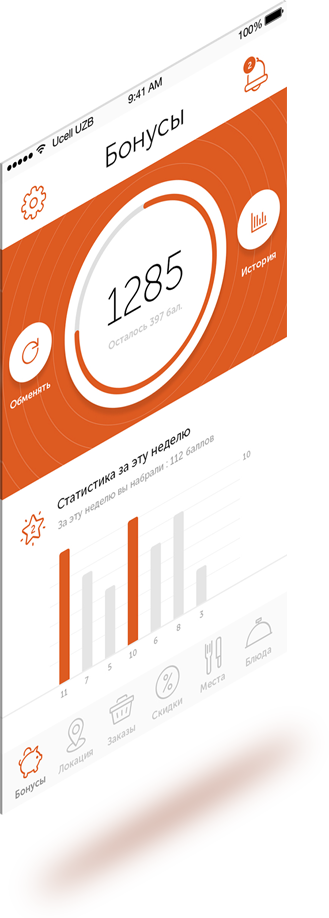 Ucell UZB 9:41 AM 100%
Бонусы
2
1285
Осталось 397 бал.
Обменять
История
Статистика за эту неделю
За эту неделю вы набрали . 112 баллов
2
10
11 7 5 10 6 8 3
Бонусы Локация Заказы Скидки Места Блюда